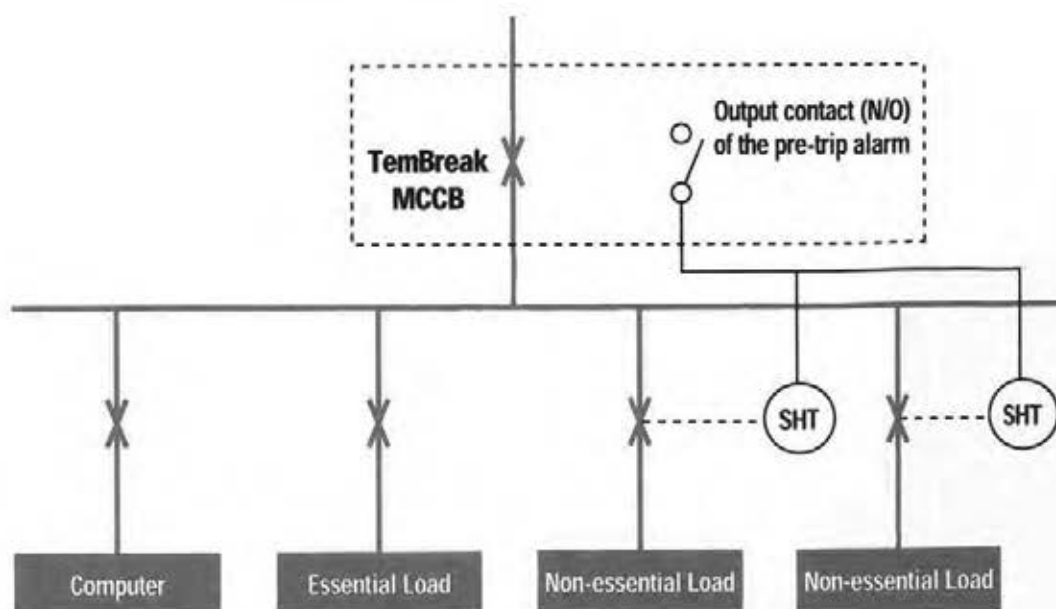 Output contact (N/O)
of the pre-trip alarm
TemBreak
MCCB
SHT
SHT
Computer
Essential Load
Non-essential Load
Non-essential Load